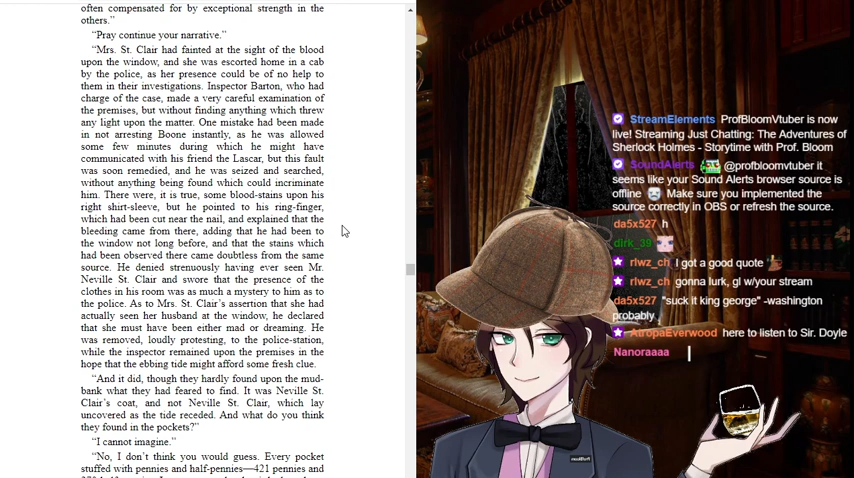 often compensated for by exceptional strength in the
others.”
“Pray continue your narrative.”
“Mrs. St. Clair had fainted at the sight of the blood
upon the window, and she was escorted home in a cab
by the police, as her presence could be of no help to
them in their investigations. Inspector Barton, who had
charge of the case, made a very careful examination of
the premises, but without finding anything which threw
any light upon the matter. One mistake had been made
in not arresting Boone instantly, as he was allowed
some few minutes during which he might have
communicated with his friend the Lascar, but this fault
was soon remedied, and he was seized and searched,
without anything being found which could incriminate
him. There were, it is true, some blood-stains upon his
right shirt-sleeve, but he pointed to his ring-finger,
which had been cut near the nail, and explained that the
bleeding came from there, adding that he had been to
the window not long before, and that the stains which
had been observed there came doubtless from the same
source. He denied strenuously having ever seen Mr.
Neville St. Clair and swore that the presence of the
clothes in his room was as much a mystery to him as to
the police. As to Mrs. St. Clair’s assertion that she had
actually seen her husband at the window, he declared
that she must have been either mad or dreaming. He
was removed, loudly protesting, to the police-station,
while the inspector remained upon the premises in the
hope that the ebbing tide might afford some fresh clue.
“And it did, though they hardly found upon the mud-
bank what they had feared to find. It was Neville St.
Clair’s coat, and not Neville St. Clair, which lay
uncovered as the tide receded. And what do you think
they found in the pockets?”
“I cannot imagine.”
“No, I don’t think you would guess. Every pocket
stuffed with pennies and half-pennies—421 pennies and
StreamElements ProfBloomVtuber is now
live! Streaming Just Chatting: The Adventures of
Sherlock Holmes - Storytime with Prof. Bloom
SoundAlerts @profbloomvtuber it
seems like your Sound Alerts browser source is
offline Make sure you implemented the
source correctly in OBS or refresh the source.
da5x527 h
dirk_39
rlwz_ch I got a good quote
rlwz_ch gonna lurk, gl w/your stream
da5x527 "suck it king george" -washington
probably
AtropaEverwood here to listen to Sir. Doyle
Nanoraaaa